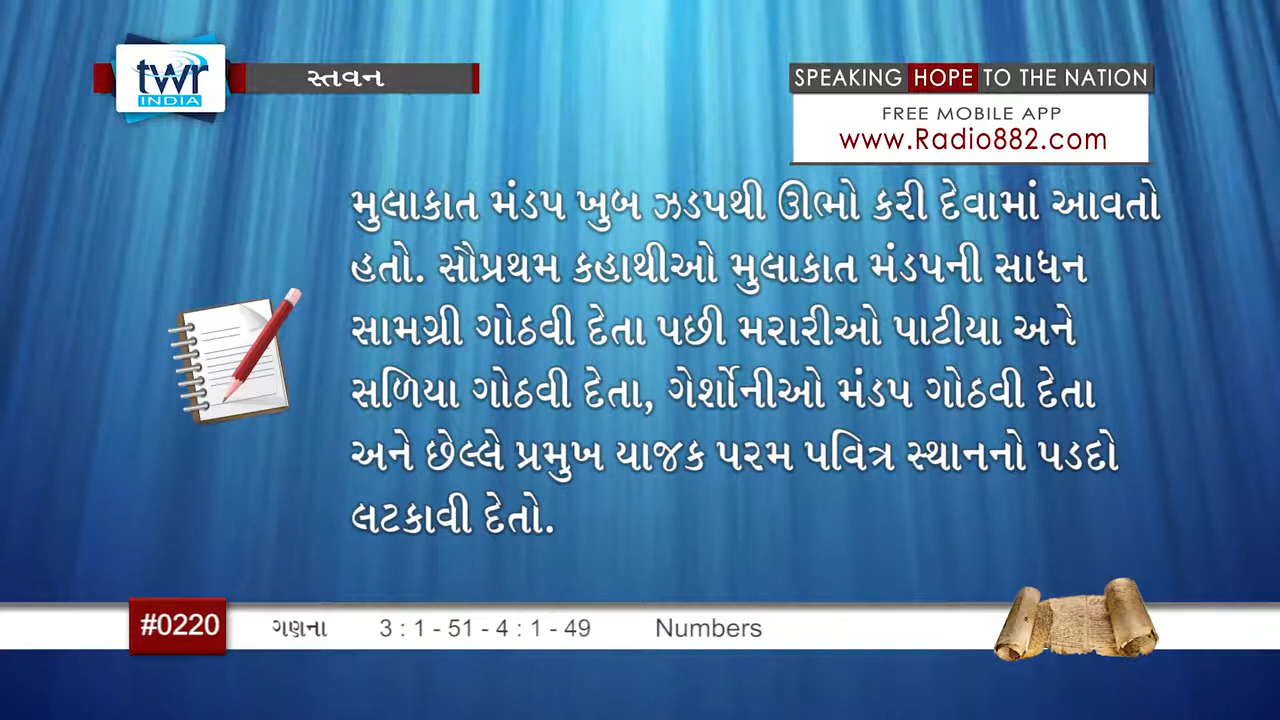 twr
INDIA
સ્તવન
SPEAKING HOPE TO THE NATION
FREE MOBILE APP
www.Radio882.com
મુલાકાત મંડપ ખુબ ઝડપથી ઊભો કરી દેવામાં આવતો
હતો. સૌપ્રથમ કહાથીઓ મુલાકાત મંડપની સાધન
સામગ્રી ગોઠવી દેતા પછી મરારીઓ પાટીયા અને
સળિયા ગોઠવી દેતા, ગેર્શોનીઓ મંડપ ગોઠવી દેતા
અને છેલ્લે પ્રમુખ યાજક પરમ પવિત્ર સ્થાનનો પડદો
લટકાવી દેતો.
#0220 ગણના 3 : 1 - 51 - 4 : 1 - 49 Numbers